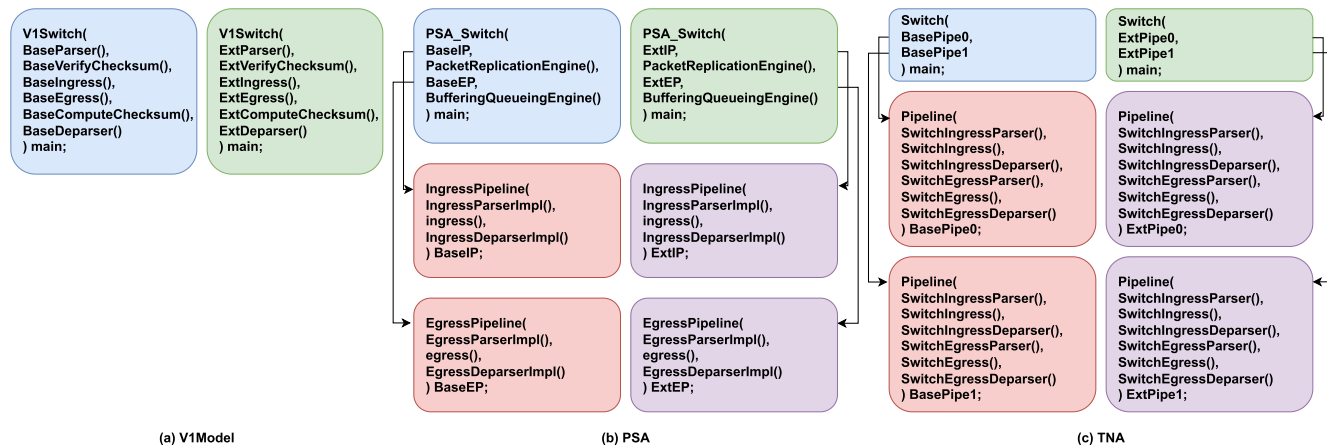 V1Switch(
BaseParser(),
BaseVerifyChecksum(),
BaseIngress(),
BaseEgress(),
BaseComputeChecksum(),
BaseDeparser()
) main;
V1Switch(
ExtParser(),
ExtVerifyChecksum(),
ExtIngress(),
ExtEgress(),
ExtComputeChecksum(),
ExtDeparser()
) main;
(a) V1Model
PSA_Switch(
BaseIP,
PacketReplicationEngine(),
BaseEP,
BufferingQueueingEngine()
) main;
PSA_Switch(
ExtIP,
PacketReplicationEngine(),
ExtEP,
BufferingQueueingEngine()
) main;
IngressPipeline(
IngressParserImpl(),
ingress(),
IngressDeparserImpl()
) BaseIP;
IngressPipeline(
IngressParserImpl(),
ingress(),
IngressDeparserImpl()
) ExtIP;
EgressPipeline(
EgressParserImpl(),
egress(),
EgressDeparserImpl()
) BaseEP;
EgressPipeline(
EgressParserImpl(),
egress(),
EgressDeparserImpl()
) ExtEP;
(b) PSA
Switch(
BasePipe0,
BasePipe1
) main;
Switch(
ExtPipe0,
ExtPipe1
) main;
Pipeline(
SwitchIngressParser(),
SwitchIngress(),
SwitchIngressDeparser(),
SwitchEgressParser(),
SwitchEgress(),
SwitchEgressDeparser()
) BasePipe0;
Pipeline(
SwitchIngressParser(),
SwitchIngress(),
SwitchIngressDeparser(),
SwitchEgressParser(),
SwitchEgress(),
SwitchEgressDeparser()
) ExtPipe0;
Pipeline(
SwitchIngressParser(),
SwitchIngress(),
SwitchIngressDeparser(),
SwitchEgressParser(),
SwitchEgress(),
SwitchEgressDeparser()
) BasePipe1;
Pipeline(
SwitchIngressParser(),
SwitchIngress(),
SwitchIngressDeparser(),
SwitchEgressParser(),
SwitchEgress(),
SwitchEgressDeparser()
) ExtPipe1;
(c) TNA